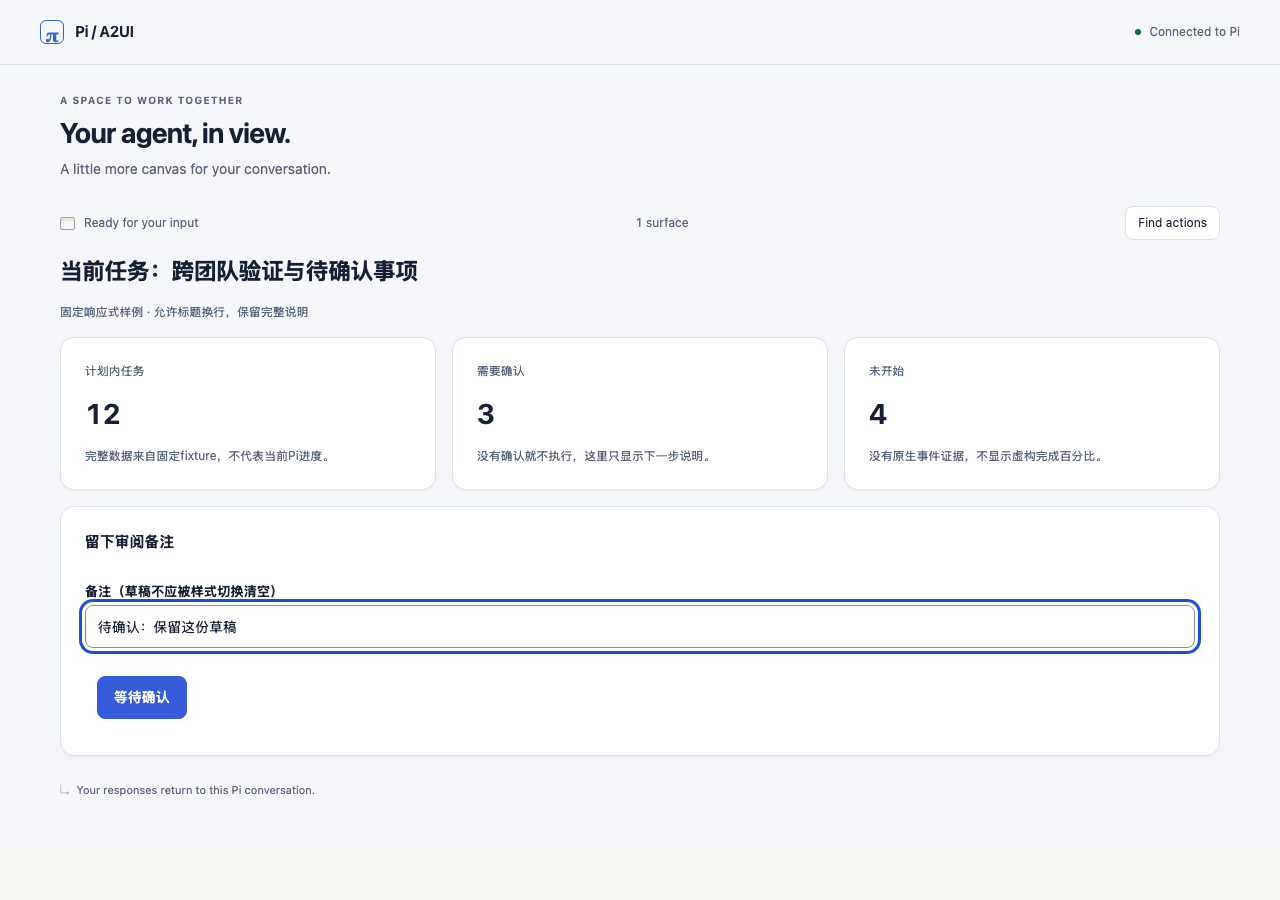 π Pi / A2UI
Connected to Pi
A SPACE TO WORK TOGETHER
Your agent, in view.
A little more canvas for your conversation.
Ready for your input
1 surface
Find actions
当前任务：跨团队验证与待确认事项
固定响应式样例 · 允许标题换行，保留完整说明
计划内任务
12
完整数据来自固定fixture，不代表当前Pi进度。
需要确认
3
没有确认就不执行，这里只显示下一步说明。
未开始
4
没有原生事件证据，不显示虚构完成百分比。
留下审阅备注
备注（草稿不应被样式切换清空）
待确认：保留这份草稿
等待确认
Your responses return to this Pi conversation.